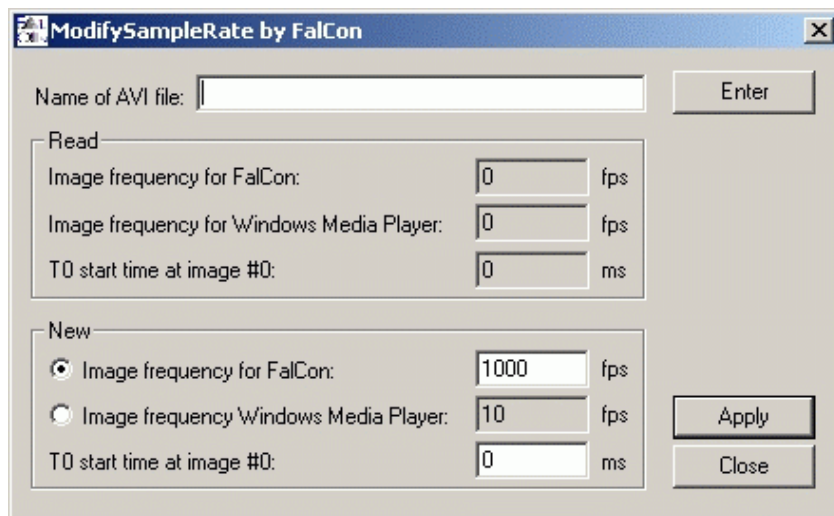 ModifySampleRate by FalCon
Name of AVI file: Enter
Read
Image frequency for FalCon: 0 fps
Image frequency for Windows Media Player: 0 fps
T0 start time at image #0: 0 ms
New
Image frequency for FalCon: 1000 fps
Image frequency Windows Media Player: 10 fps
Apply
T0 start time at image #0: 0 ms
Close